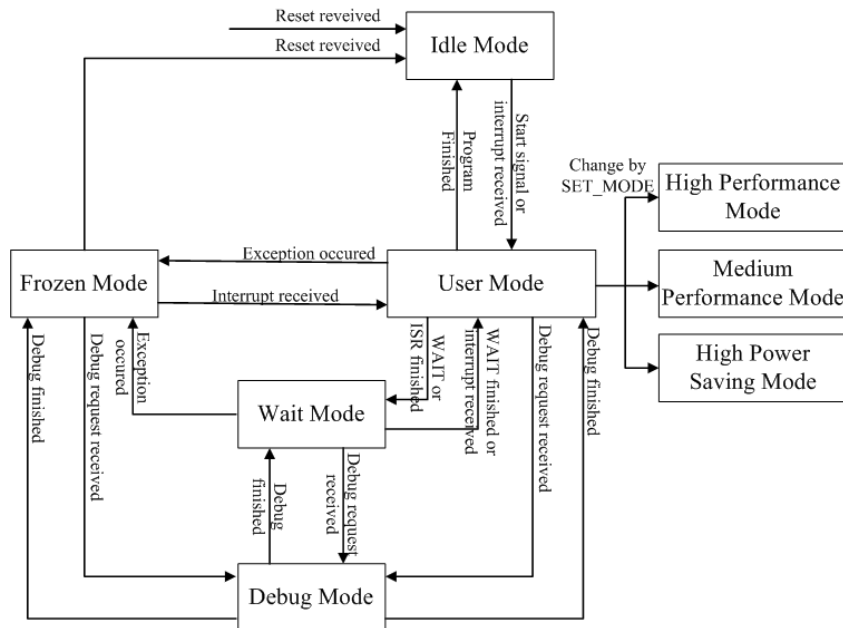 Reset reveived
Reset reveived
Idle Mode
Program
Finished
Start signal or
interrupt received
Change by
SET_MODE
High Performance
Mode
Exception occured
Frozen Mode
User Mode
Medium
Performance Mode
Interrupt received
High Power
Saving Mode
Debug finished
Debug request received
Exception
occured
WAIT or
ISR finished
WAIT finished or
interrupt received
Debug request received
Debug finished
Wait Mode
Debug
finished
Debug request
received
Debug Mode